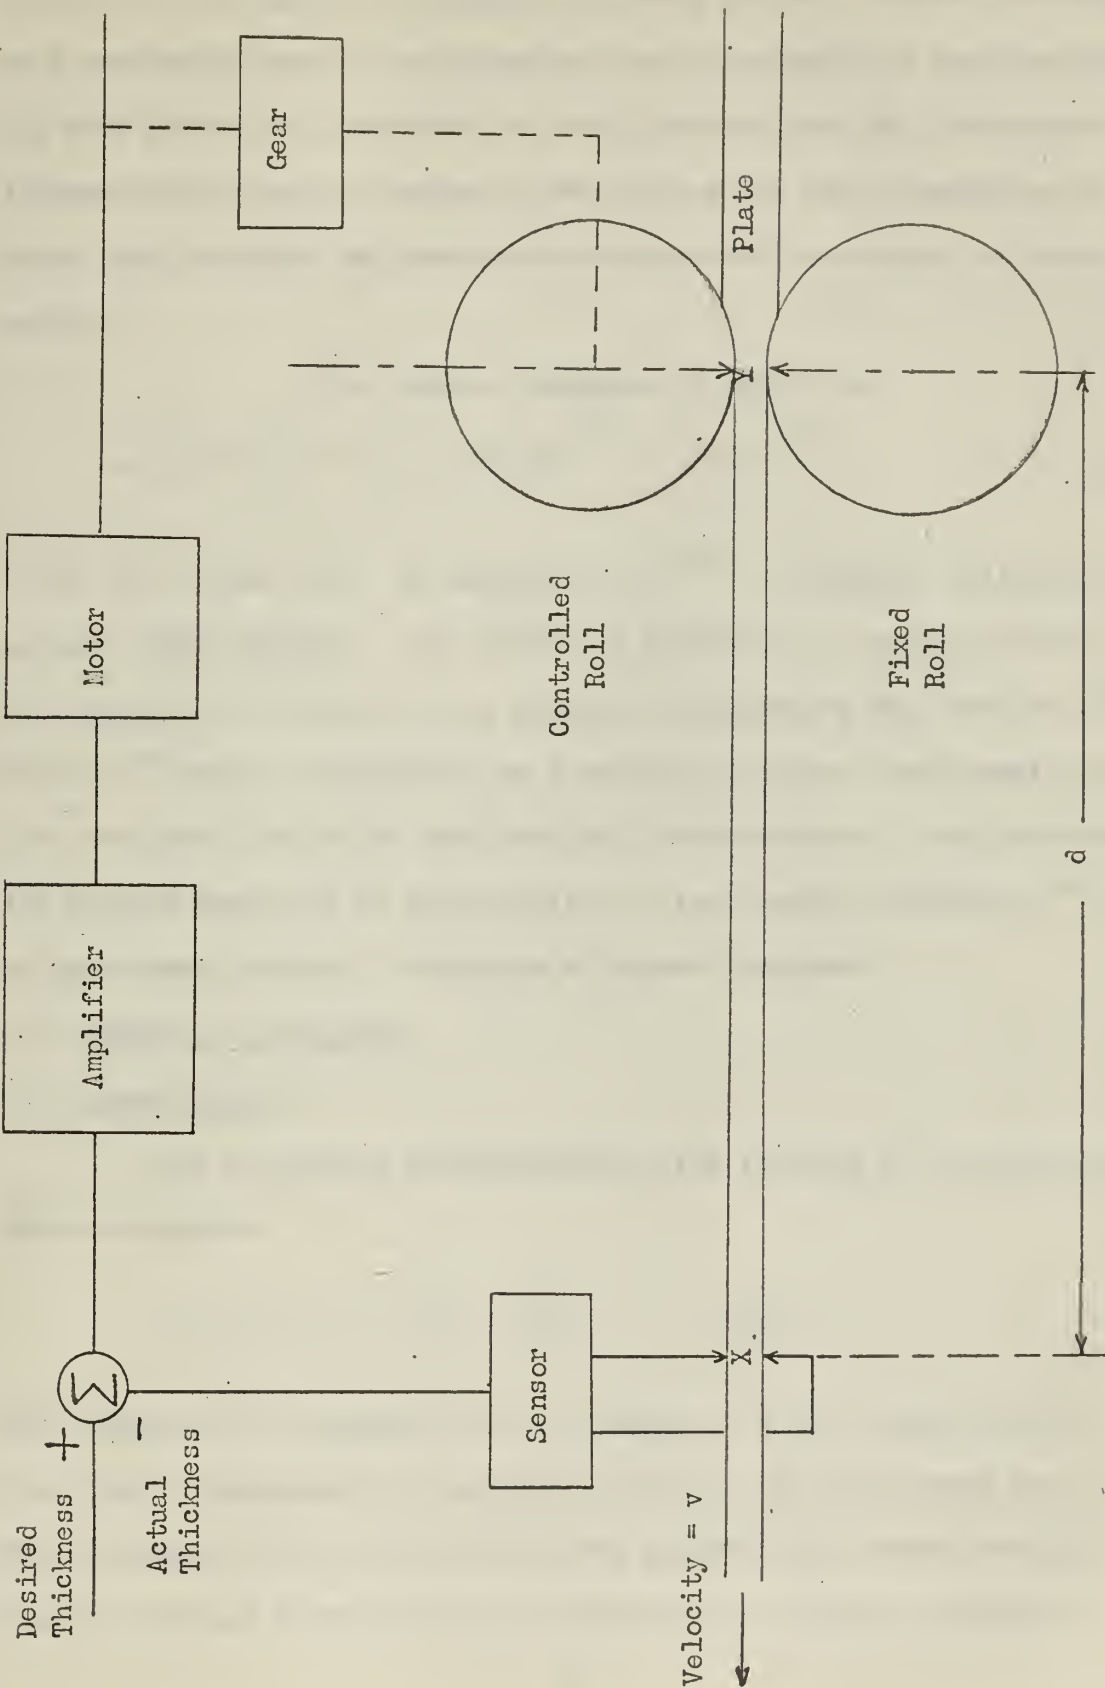 Desired
Thickness
+
Σ
-
Actual
Thickness
Amplifier
Motor
Gear
Sensor
Controlled
Roll
Fixed
Roll
Plate
Y
X
d
Velocity = v